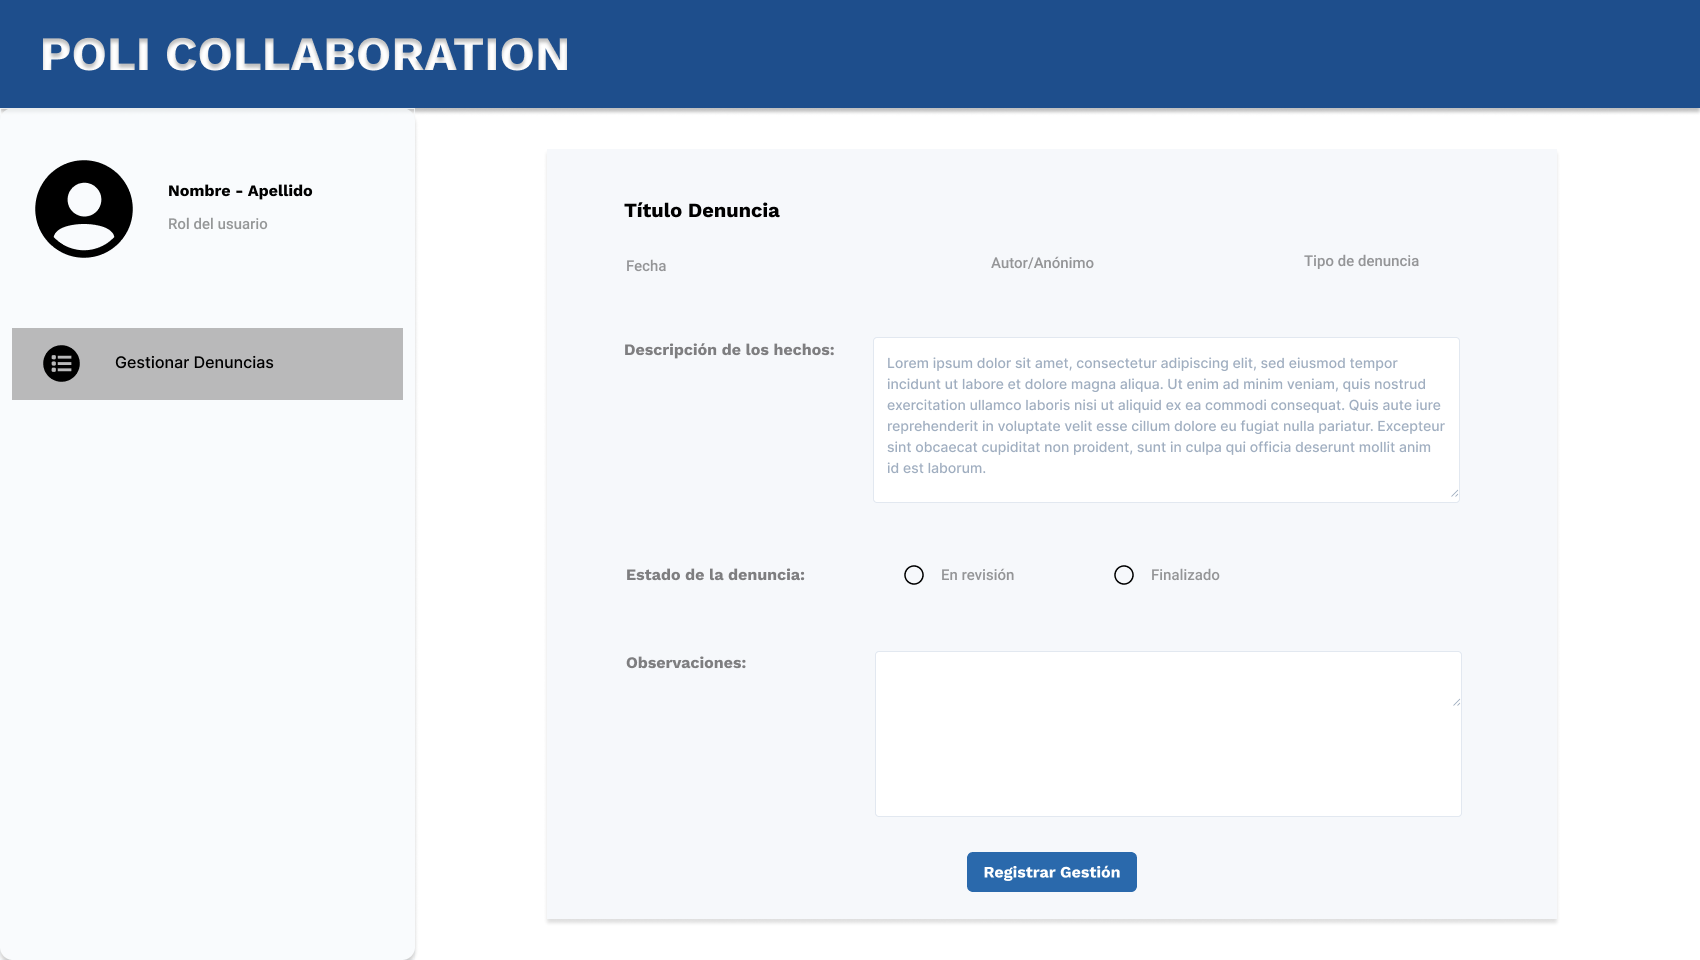 POLI COLLABORATION
Nombre - Apellido
Rol del usuario
Gestionar Denuncias
Título Denuncia
Fecha
Autor/Anónimo
Tipo de denuncia
Descripción de los hechos:
Lorem ipsum dolor sit amet, consectetur adipiscing elit, sed eiusmod tempor
incidunt ut labore et dolore magna aliqua. Ut enim ad minim veniam, quis nostrud
exercitation ullamco laboris nisi ut aliquid ex ea commodi consequat. Quis aute iure
reprehenderit in voluptate velit esse cillum dolore eu fugiat nulla pariatur. Excepteur
sint obcaecat cupiditat non proident, sunt in culpa qui officia deserunt mollit anim
id est laborum.
Estado de la denuncia:
En revisión
Finalizado
Observaciones:
Registrar Gestión